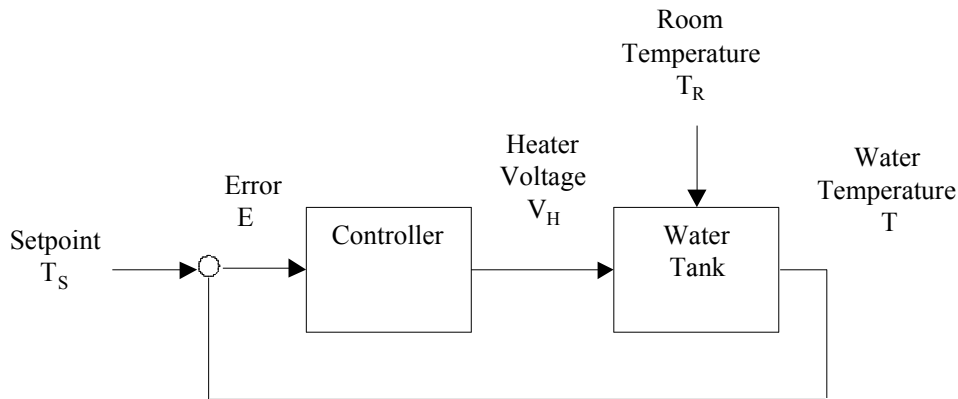 Room
Temperature
T_R
Heater
Voltage
V_H
Water
Temperature
T
Error
E
Setpoint
T_S
Controller
Water
Tank